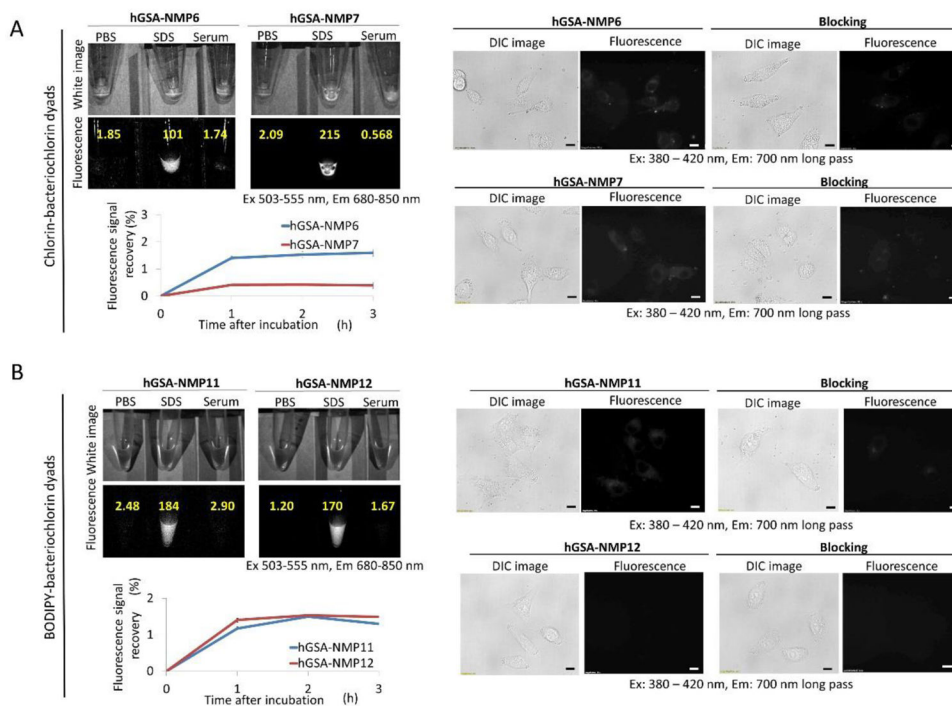 A
Chlorin-bacteriochlorin dyads
hGSA-NMP6 hGSA-NMP7
PBS SDS Serum PBS SDS Serum
White image
Fluorescence
1.85 101 1.74 2.09 215 0.568
Ex 503-555 nm, Em 680-850 nm
Fluorescence signal
recovery (%)
3
2
1
0
0 1 2 3
hGSA-NMP6
hGSA-NMP7
Time after incubation (h)
hGSA-NMP6 Blocking
DIC image Fluorescence DIC image Fluorescence
Ex: 380 – 420 nm, Em: 700 nm long pass
hGSA-NMP7 Blocking
Ex: 380 – 420 nm, Em: 700 nm long pass
B
BODIPY-bacteriochlorin dyads
hGSA-NMP11 hGSA-NMP12
PBS SDS Serum PBS SDS Serum
White image
Fluorescence
2.48 184 2.90 1.20 170 1.67
Ex 503-555 nm, Em 680-850 nm
Fluorescence signal
recovery (%)
2
1
0
0 1 2 3
hGSA-NMP11
hGSA-NMP12
Time after incubation (h)
hGSA-NMP11 Blocking
DIC image Fluorescence DIC image Fluorescence
Ex: 380 – 420 nm, Em: 700 nm long pass
hGSA-NMP12 Blocking
DIC image Fluorescence DIC image Fluorescence
Ex: 380 – 420 nm, Em: 700 nm long pass